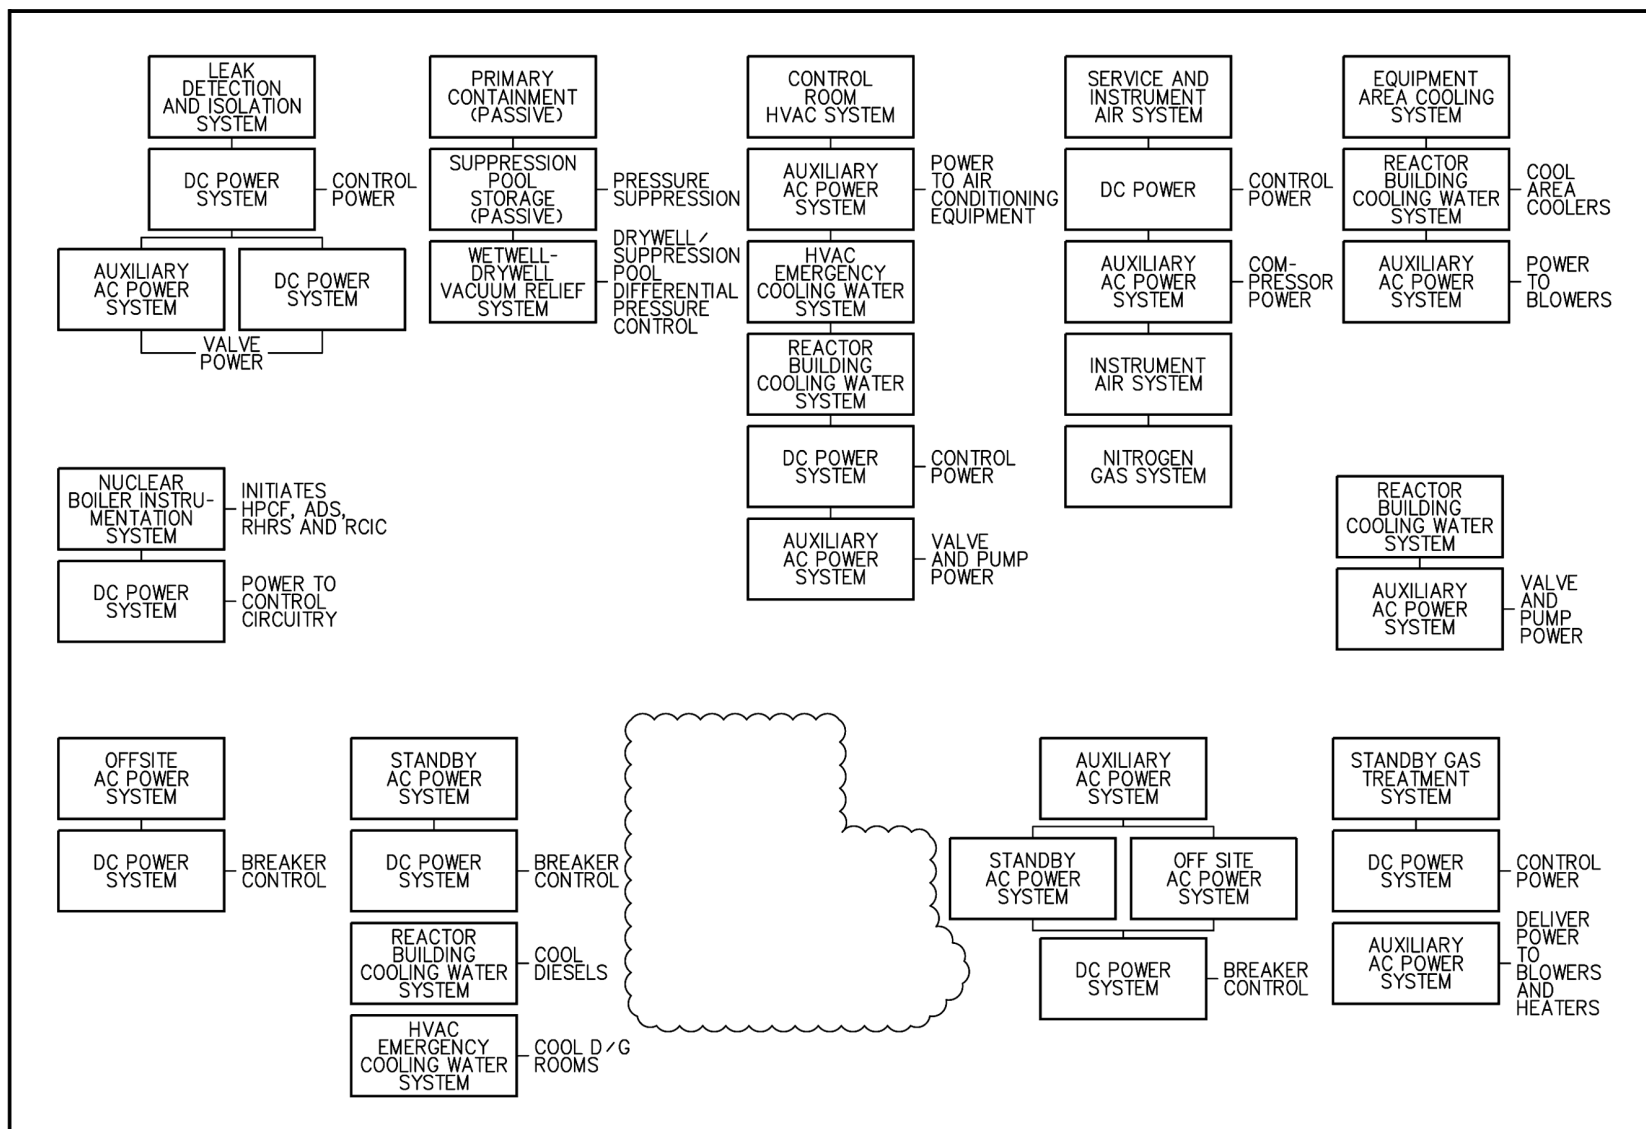 LEAK
DETECTION
AND ISOLATION
SYSTEM
DC POWER
SYSTEM
CONTROL
POWER
AUXILIARY
AC POWER
SYSTEM
DC POWER
SYSTEM
VALVE
POWER
PRIMARY
CONTAINMENT
(PASSIVE)
SUPPRESSION
POOL
STORAGE
(PASSIVE)
PRESSURE
SUPPRESSION
WETWELL-
DRYWELL
VACUUM RELIEF
SYSTEM
DRYWELL/
SUPPRESSION
POOL
DIFFERENTIAL
PRESSURE
CONTROL
CONTROL
ROOM
HVAC SYSTEM
AUXILIARY
AC POWER
SYSTEM
POWER
TO AIR
CONDITIONING
EQUIPMENT
HVAC
EMERGENCY
COOLING WATER
SYSTEM
REACTOR
BUILDING
COOLING WATER
SYSTEM
DC POWER
SYSTEM
CONTROL
POWER
AUXILIARY
AC POWER
SYSTEM
VALVE
AND PUMP
POWER
SERVICE AND
INSTRUMENT
AIR SYSTEM
DC POWER
CONTROL
POWER
AUXILIARY
AC POWER
SYSTEM
COM-
PRESSOR
POWER
INSTRUMENT
AIR SYSTEM
NITROGEN
GAS SYSTEM
EQUIPMENT
AREA COOLING
SYSTEM
REACTOR
BUILDING
COOLING WATER
SYSTEM
COOL
AREA
COOLERS
AUXILIARY
AC POWER
SYSTEM
POWER
TO
BLOWERS
NUCLEAR
BOILER INSTRU-
MENTATION
SYSTEM
INITIATES
HPCF, ADS,
RHRS AND RCIC
DC POWER
SYSTEM
POWER TO
CONTROL
CIRCUITRY
REACTOR
BUILDING
COOLING WATER
SYSTEM
AUXILIARY
AC POWER
SYSTEM
VALVE
AND
PUMP
POWER
OFFSITE
AC POWER
SYSTEM
DC POWER
SYSTEM
BREAKER
CONTROL
STANDBY
AC POWER
SYSTEM
DC POWER
SYSTEM
BREAKER
CONTROL
REACTOR
BUILDING
COOLING WATER
SYSTEM
COOL
DIESELS
HVAC
EMERGENCY
COOLING WATER
SYSTEM
COOL D/G
ROOMS
AUXILIARY
AC POWER
SYSTEM
STANDBY
AC POWER
SYSTEM
OFF SITE
AC POWER
SYSTEM
DC POWER
SYSTEM
BREAKER
CONTROL
STANDBY GAS
TREATMENT
SYSTEM
DC POWER
SYSTEM
CONTROL
POWER
AUXILIARY
AC POWER
SYSTEM
DELIVER
POWER
TO
BLOWERS
AND
HEATERS